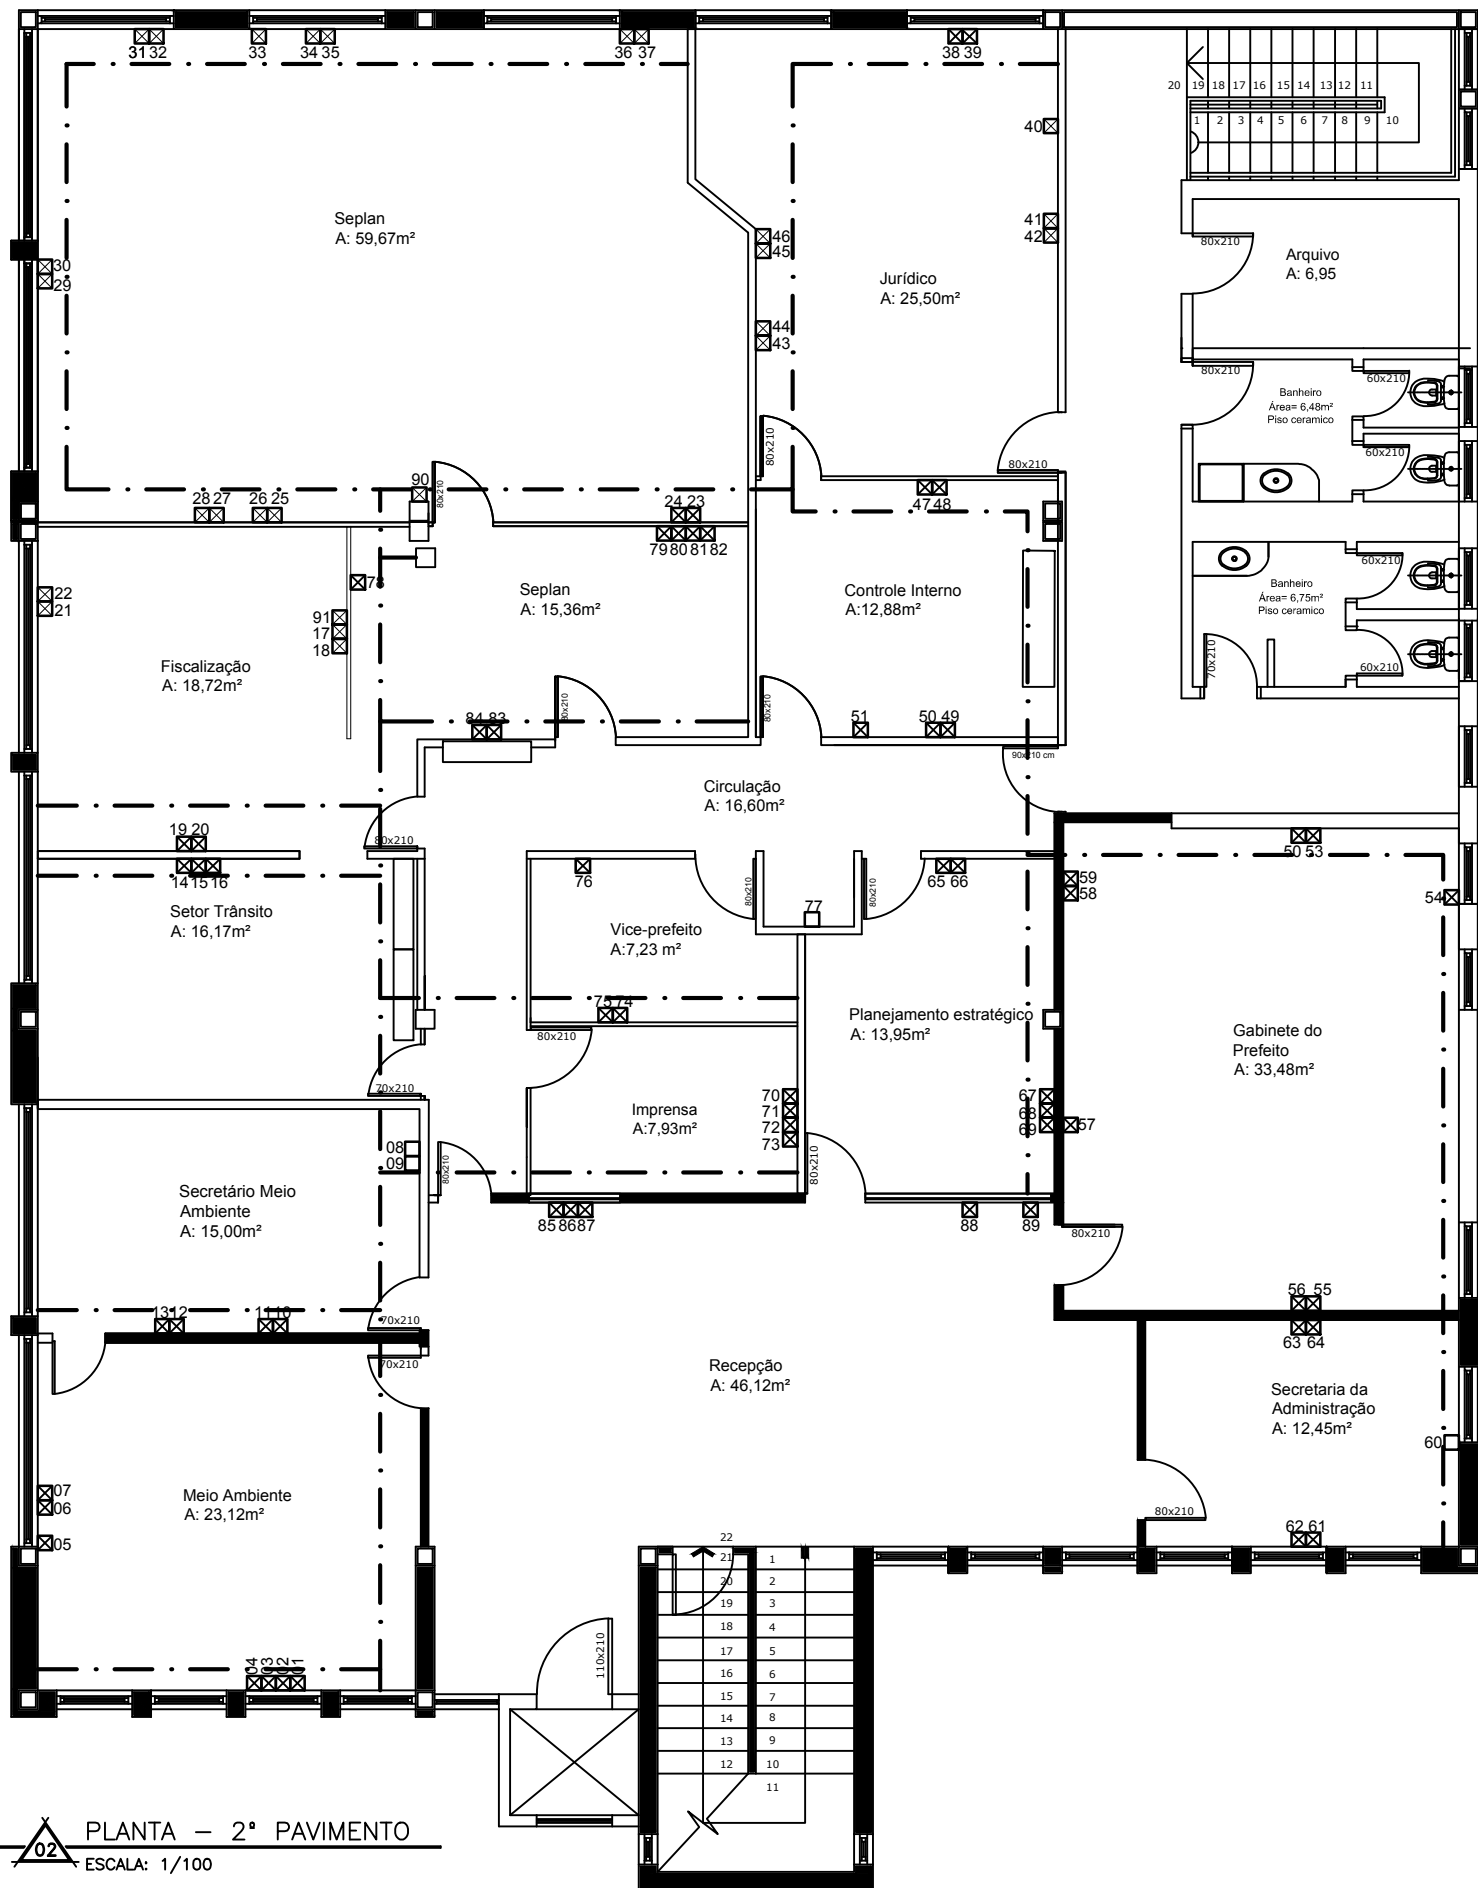 31 32 33 34 35 36 37 38 39
20 19 18 17 16 15 14 13 12 11
1 2 3 4 5 6 7 8 9 10
40
Seplan
A: 59,67m²
41
42
46
45
80x210
Arquivo
A: 6,95
30
29
Jurídico
A: 25,50m²
44
43
80x210
60x210
Banheiro
Área= 6,48m²
Piso ceramico
80x210
80x210
60x210
90
80x210
28 27 26 25
24 23
47 48
79 80 81 82
78
22
21
Seplan
A: 15,36m²
Controle Interno
A:12,88m²
60x210
Banheiro
Área= 6,75m²
Piso ceramico
91
17
18
Fiscalização
A: 18,72m²
70x210
60x210
84 83
80x210
80x210
51
50 49
90x210 cm
Circulação
A: 16,60m²
19 20
80x210
50 53
14 15 16
76
80x210
80x210
65 66
59
58
54
Setor Trânsito
A: 16,17m²
77
Vice-prefeito
A:7,23 m²
75 74
Planejamento estratégico
A: 13,95m²
80x210
Gabinete do
Prefeito
A: 33,48m²
70x210
Imprensa
A:7,93m²
70
71
72
73
67
68
69
57
08
09
80x210
80x210
Secretário Meio
Ambiente
A: 15,00m²
85 86 87
88
89
80x210
13 12
11 10
70x210
56 55
63 64
70x210
Recepção
A: 46,12m²
Secretaria da
Administração
A: 12,45m²
60
07
06
05
Meio Ambiente
A: 23,12m²
80x210
62 61
22
21 1
20 2
19 3
18 4
17 5
16 6
15 7
14 8
13 9
12 10
11
110x210
04 03 02 01
02
PLANTA – 2ª PAVIMENTO
ESCALA: 1/100